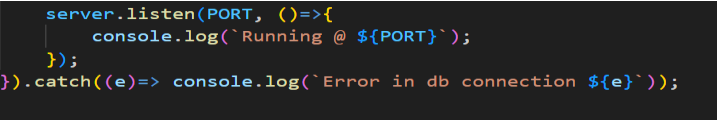 server.listen(PORT, ()=>{
console.log(`Running @ ${PORT}`);
});
}).catch((e)=> console.log(`Error in db connection ${e}`));